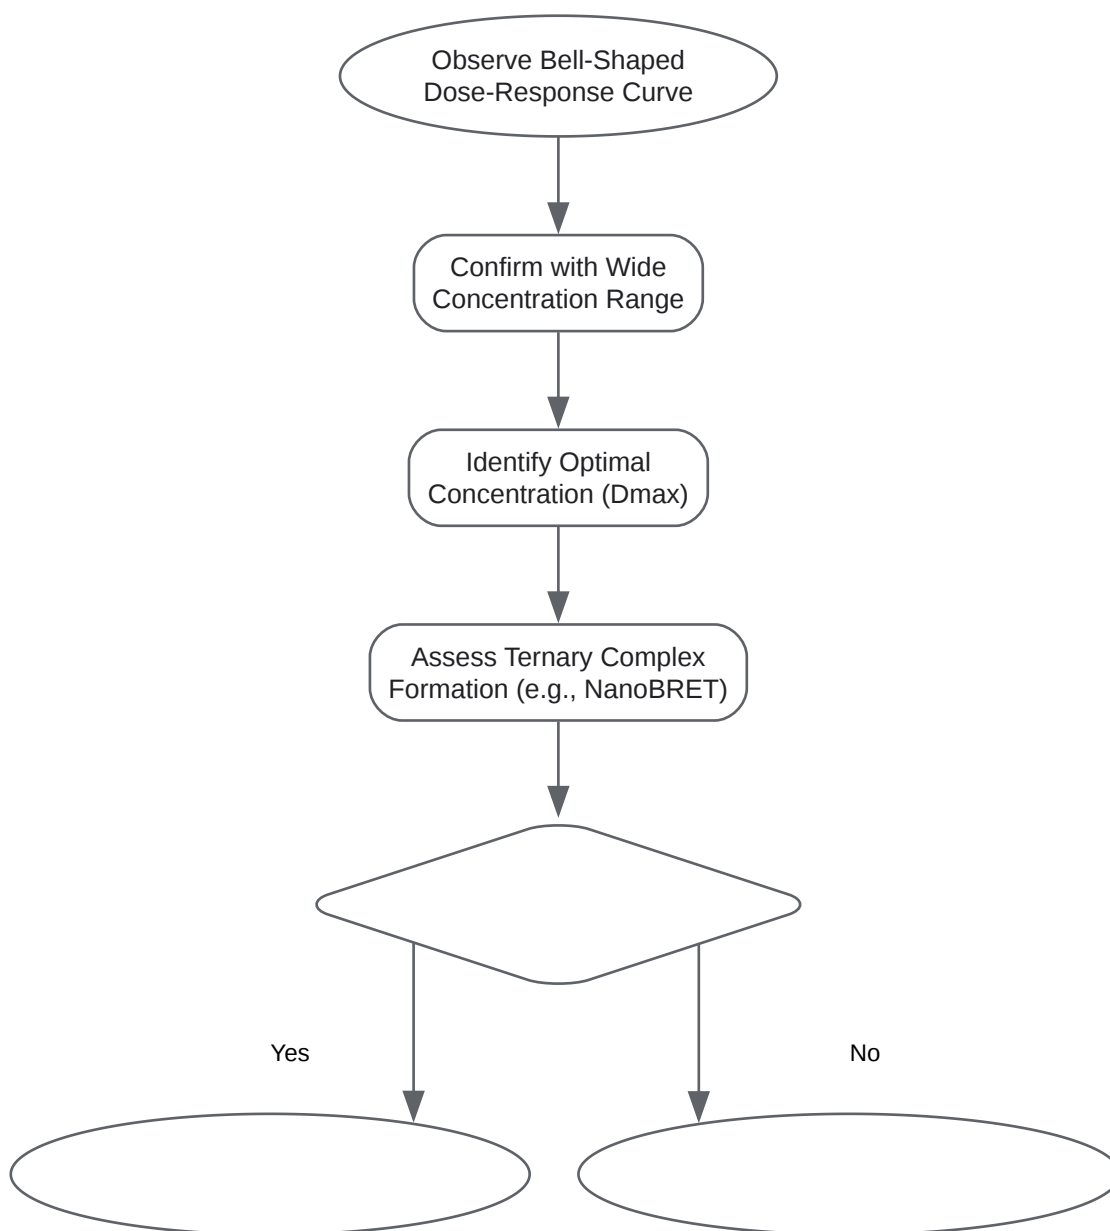 Observe Bell-Shaped
Dose-Response Curve
Confirm with Wide
Concentration Range
Identify Optimal
Concentration (Dmax)
Assess Ternary Complex
Formation (e.g., NanoBRET)
Yes
No